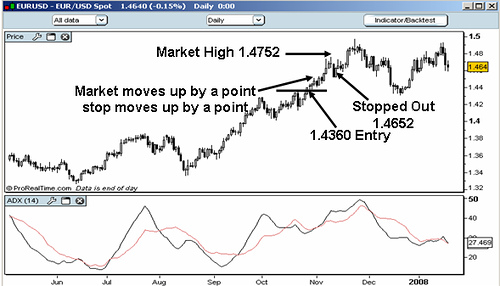 EURUSD - EUR/USD Spot 1.4640 (-0.15%) Daily 0:00
All data Daily Indicator/Backtest
Price
Market High 1.4752
Market moves up by a point
stop moves up by a point
Stopped Out
1.4652
1.4360 Entry
1.5
1.48
1.464
1.44
1.42
1.4
1.38
1.36
1.34
1.32
© ProRealTime.com Data is end of day
ADX (14)
50
40
27.469
20
Jun Jul Aug Sep Oct Nov Dec 2008